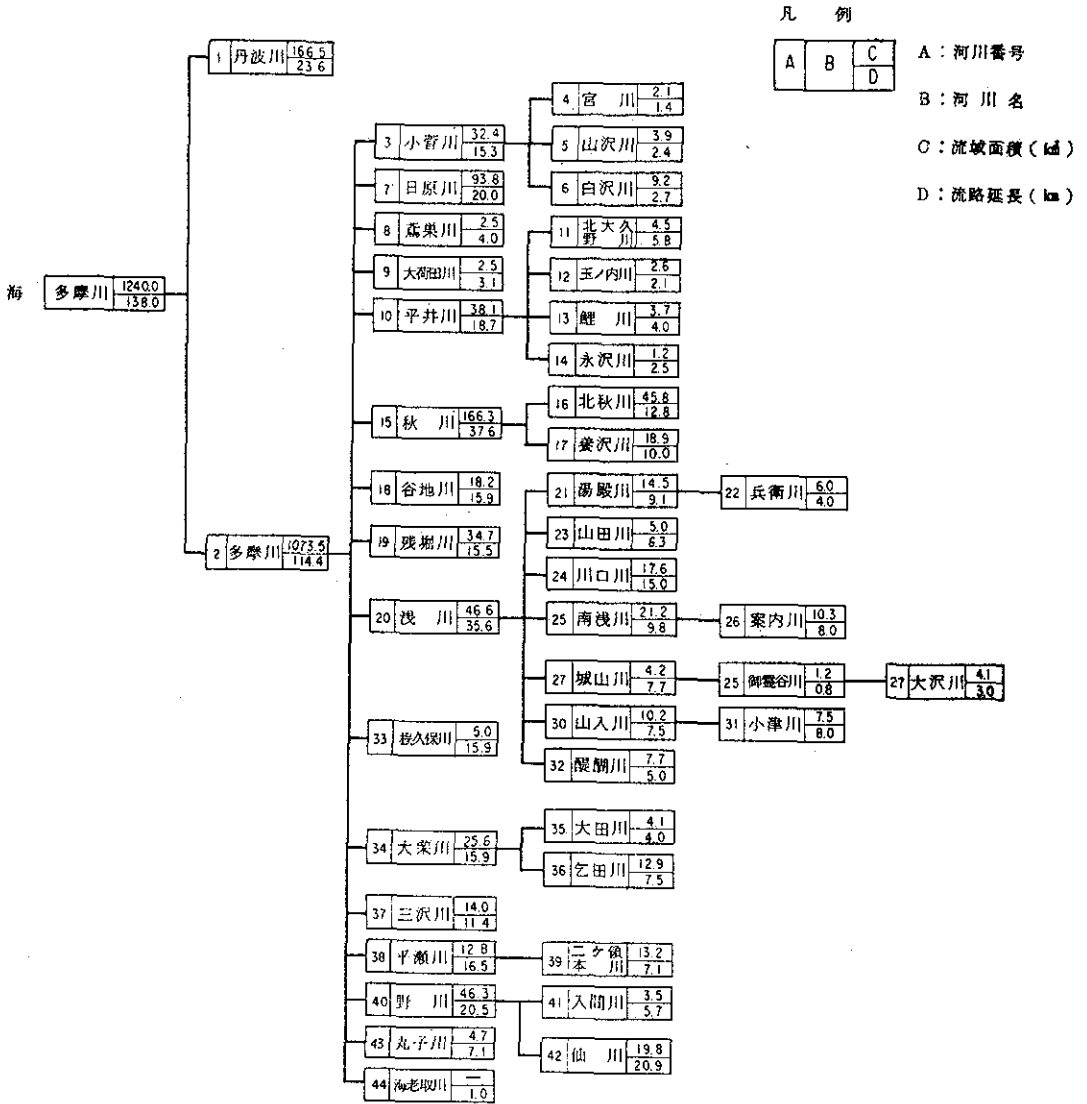 凡 例
A B C
D
A:河川番号
B:河川名
C:流域面積(km²)
D:流路延長(km)
海 多摩川 1240.0
138.0
1 丹波川 166.5
23.6
2 多摩川 1073.5
114.4
3 小菅川 32.4
15.3
4 宮 川 2.1
1.4
5 山沢川 3.9
2.4
6 白沢川 9.2
2.7
7 日原川 93.8
20.0
8 鳶巣川 2.5
4.0
9 大荷田川 2.5
3.1
10 平井川 38.1
18.7
11 北大久野川 4.5
5.8
12 玉ノ内川 2.6
2.1
13 鯉 川 3.7
4.0
14 永沢川 1.2
2.5
15 秋 川 166.3
37.6
16 北秋川 45.8
12.8
17 養沢川 18.9
10.0
18 谷地川 18.2
15.9
19 残堀川 34.7
15.5
20 浅 川 46.6
35.6
21 湯殿川 14.5
9.1
22 兵衛川 6.0
4.0
23 山田川 5.0
6.3
24 川口川 17.6
15.0
25 南浅川 21.2
9.8
26 案内川 10.3
8.0
27 城山川 4.2
7.7
25 御霊谷川 1.2
0.8
27 大沢川 4.1
3.0
30 山入川 10.2
7.5
31 小津川 7.5
8.0
32 醍醐川 7.7
5.0
33 久保川 5.0
15.9
34 大栗川 25.6
15.9
35 大田川 4.1
4.0
36 乞田川 12.9
7.5
37 三沢川 14.0
11.4
38 平瀬川 12.8
16.5
39 二ケ領本川 13.2
7.1
40 野 川 46.3
20.5
41 入間川 3.5
5.7
42 仙 川 19.8
20.9
43 丸子川 4.7
7.1
44 海老取川 —
1.0